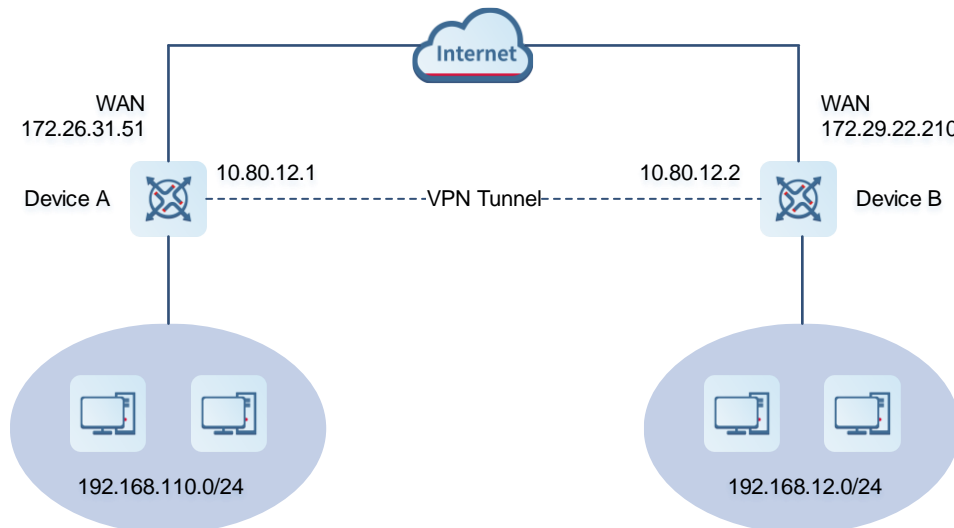 Internet
WAN
172.26.31.51
WAN
172.29.22.210
Device A
10.80.12.1
VPN Tunnel
10.80.12.2
Device B
192.168.110.0/24
192.168.12.0/24